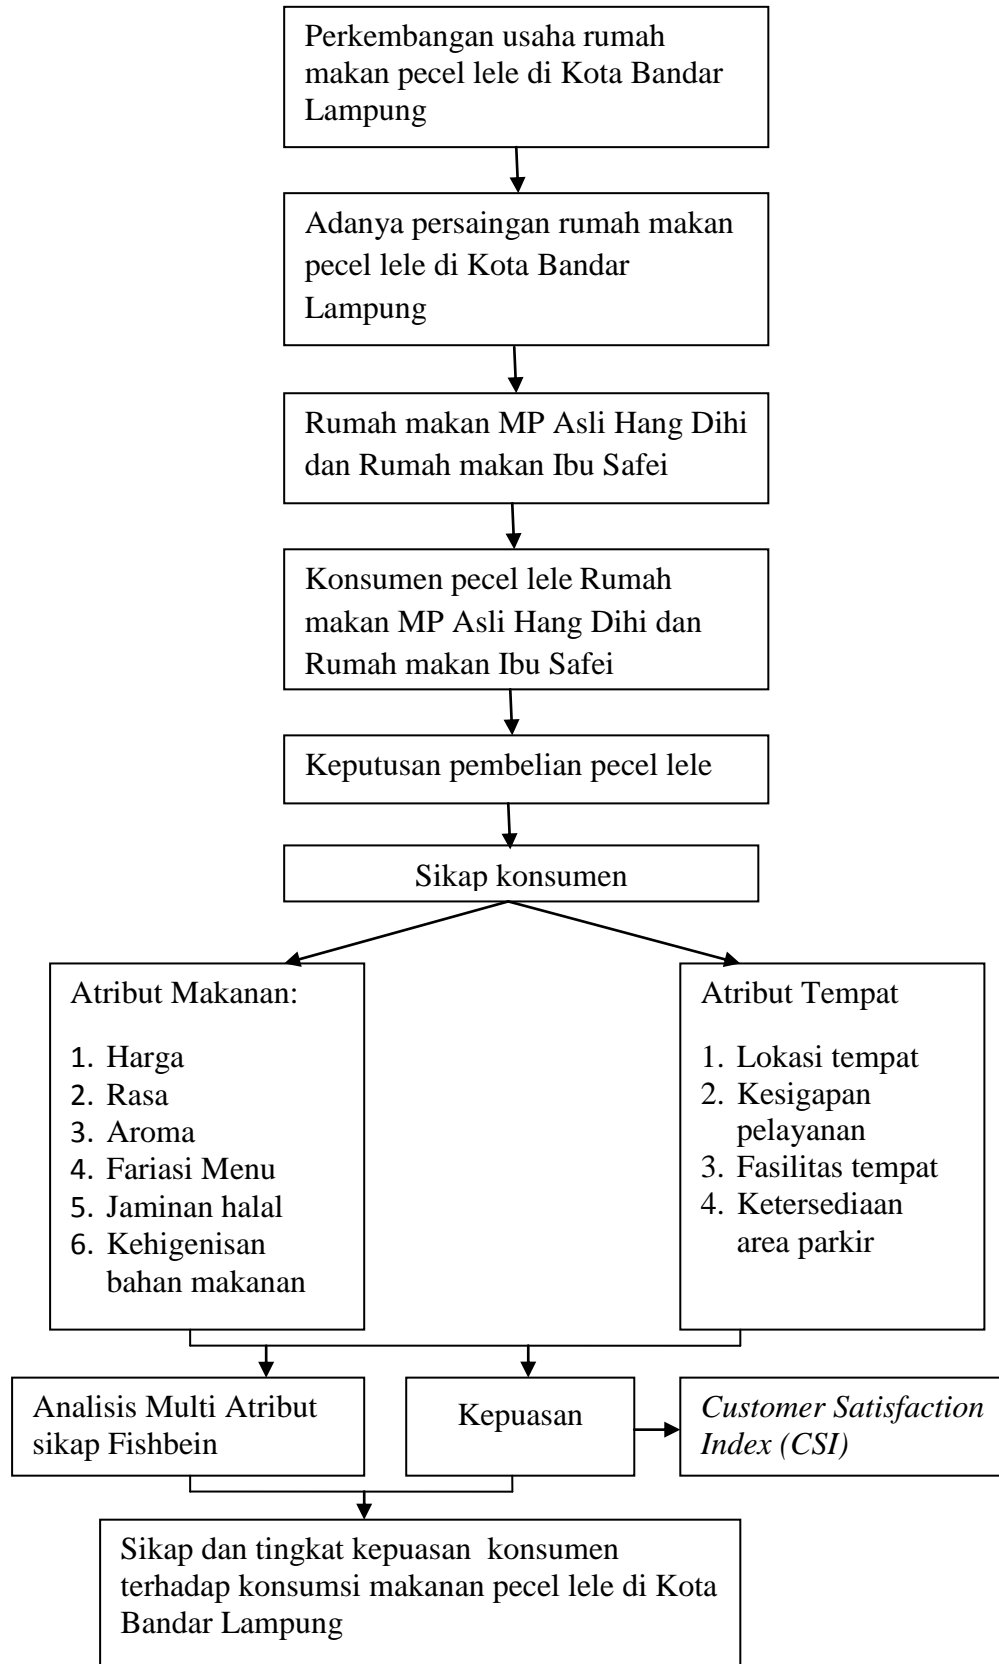 Perkembangan usaha rumah
makan pecel lele di Kota Bandar
Lampung
Adanya persaingan rumah makan
pecel lele di Kota Bandar
Lampung
Rumah makan MP Asli Hang Dihi
dan Rumah makan Ibu Safei
Konsumen pecel lele Rumah
makan MP Asli Hang Dihi dan
Rumah makan Ibu Safei
Keputusan pembelian pecel lele
Sikap konsumen
Atribut Makanan:
1. Harga
2. Rasa
3. Aroma
4. Fariasi Menu
5. Jaminan halal
6. Kehigenisan
bahan makanan
Atribut Tempat
1. Lokasi tempat
2. Kesigapan
pelayanan
3. Fasilitas tempat
4. Ketersediaan
area parkir
Analisis Multi Atribut
sikap Fishbein
Kepuasan
Customer Satisfaction
Index (CSI)
Sikap dan tingkat kepuasan konsumen
terhadap konsumsi makanan pecel lele di Kota
Bandar Lampung